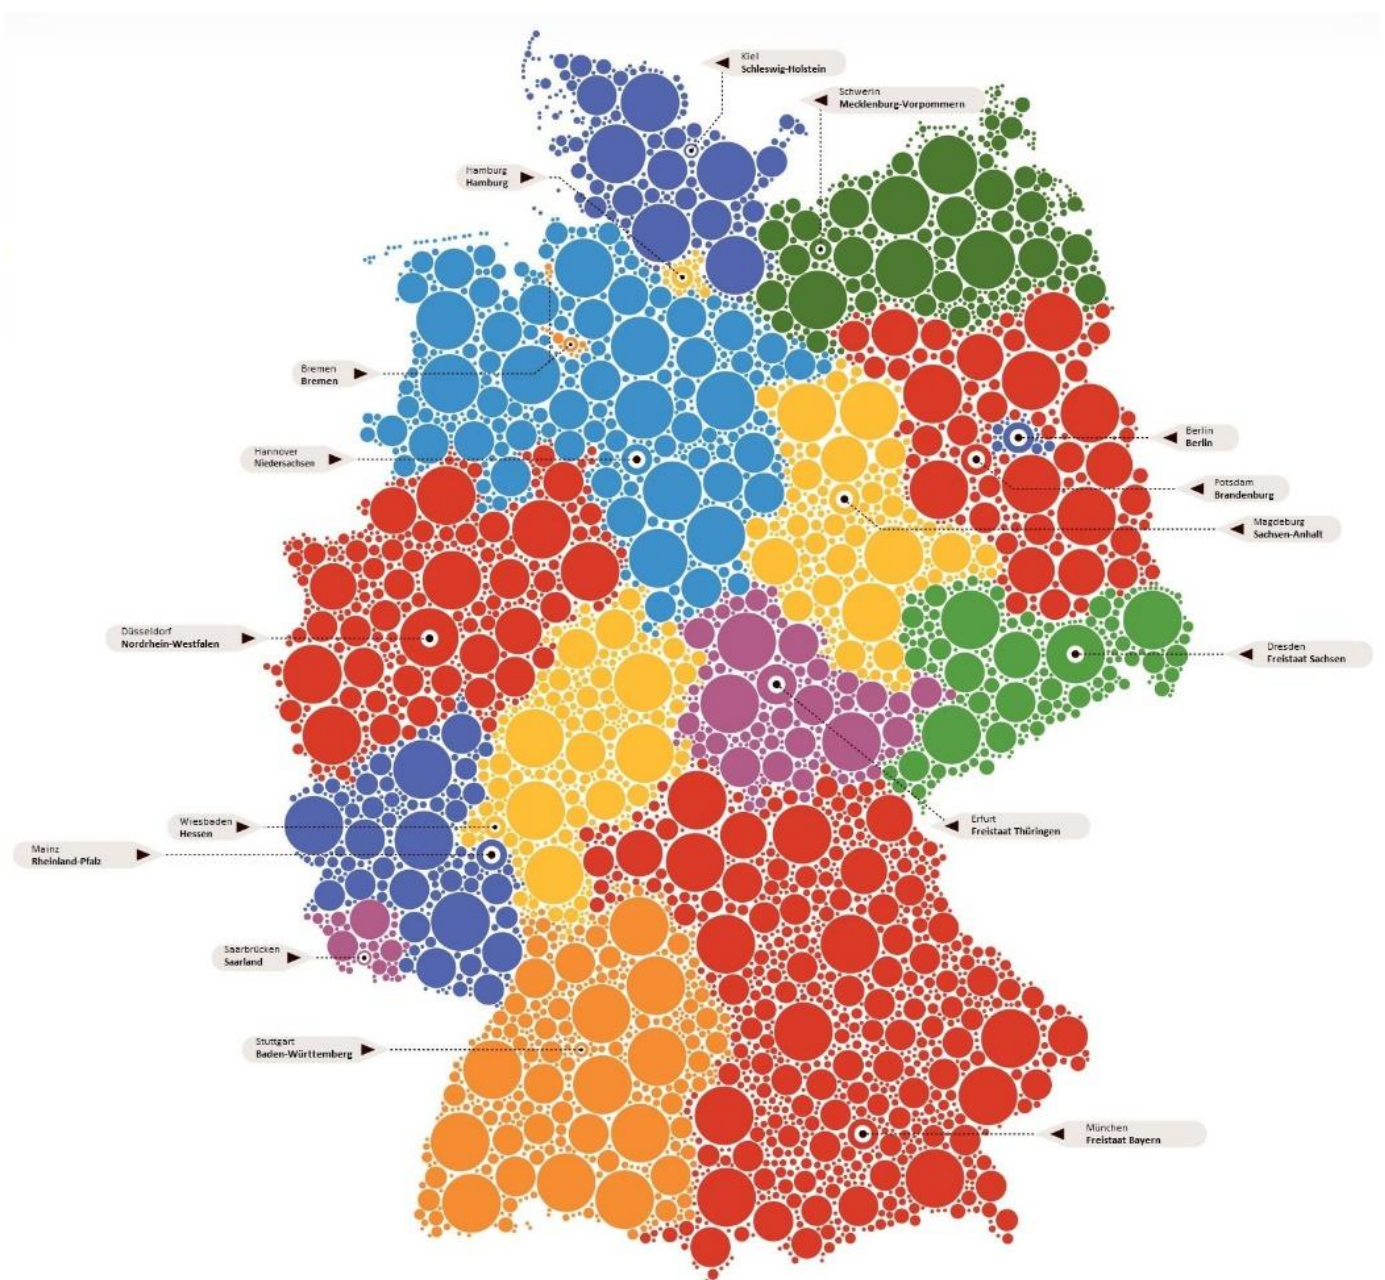 Kiel
Schleswig-Holstein
Schwerin
Mecklenburg-Vorpommern
Hamburg
Hamburg
Bremen
Bremen
Berlin
Berlin
Hannover
Niedersachsen
Potsdam
Brandenburg
Magdeburg
Sachsen-Anhalt
Düsseldorf
Nordrhein-Westfalen
Dresden
Freistaat Sachsen
Wiesbaden
Hessen
Erfurt
Freistaat Thüringen
Mainz
Rheinland-Pfalz
Saarbrücken
Saarland
Stuttgart
Baden-Württemberg
München
Freistaat Bayern